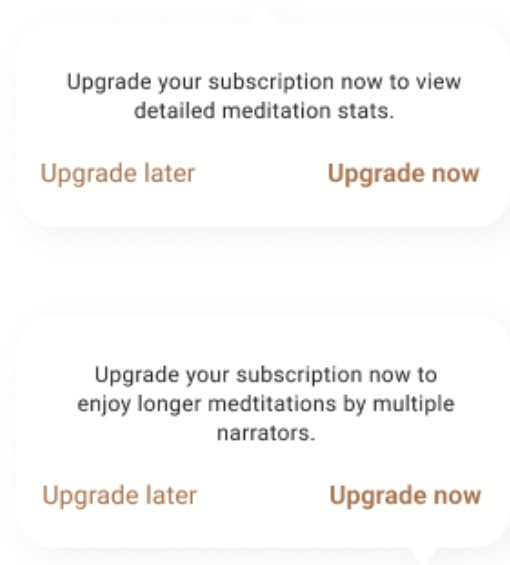 Upgrade your subscription now to view
detailed meditation stats.
Upgrade later Upgrade now
Upgrade your subscription now to
enjoy longer medtitations by multiple
narrators.
Upgrade later Upgrade now